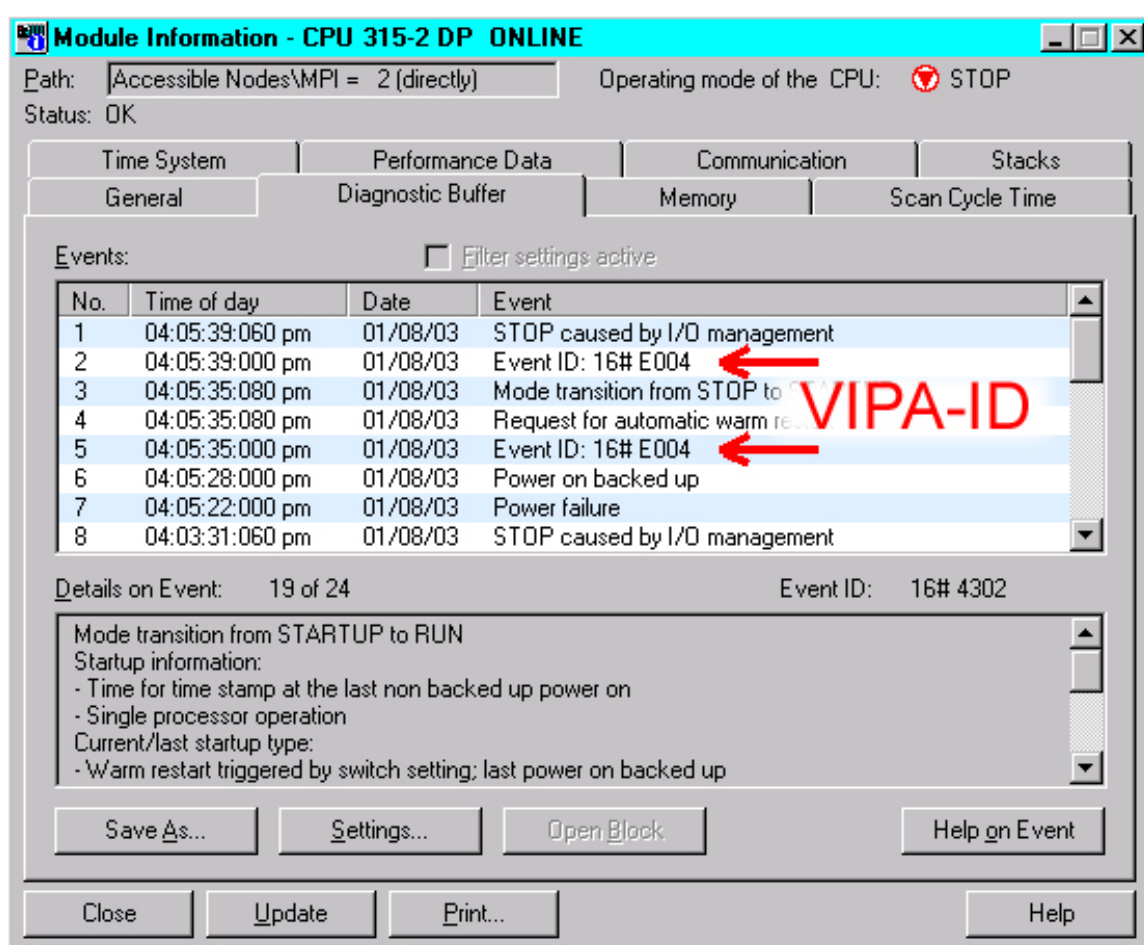 Module Information - CPU 315-2 DP ONLINE
Path: Accessible Nodes\MPI = 2 (directly) Operating mode of the CPU: STOP
Status: OK
Time System Performance Data Communication Stacks
General Diagnostic Buffer Memory Scan Cycle Time
Events: Filter settings active
No. Time of day Date Event
1 04:05:39:060 pm 01/08/03 STOP caused by I/O management
2 04:05:39:000 pm 01/08/03 Event ID: 16# E004
3 04:05:35:080 pm 01/08/03 Mode transition from STOP to
VIPA-ID
4 04:05:35:080 pm 01/08/03 Request for automatic warm
5 04:05:35:000 pm 01/08/03 Event ID: 16# E004
6 04:05:28:000 pm 01/08/03 Power on backed up
7 04:05:22:000 pm 01/08/03 Power failure
8 04:03:31:060 pm 01/08/03 STOP caused by I/O management
Details on Event: 19 of 24 Event ID: 16# 4302
Mode transition from STARTUP to RUN
Startup information:
- Time for time stamp at the last non backed up power on
- Single processor operation
Current/last startup type:
- Warm restart triggered by switch setting; last power on backed up
Save As... Settings... Open Block Help on Event
Close Update Print... Help